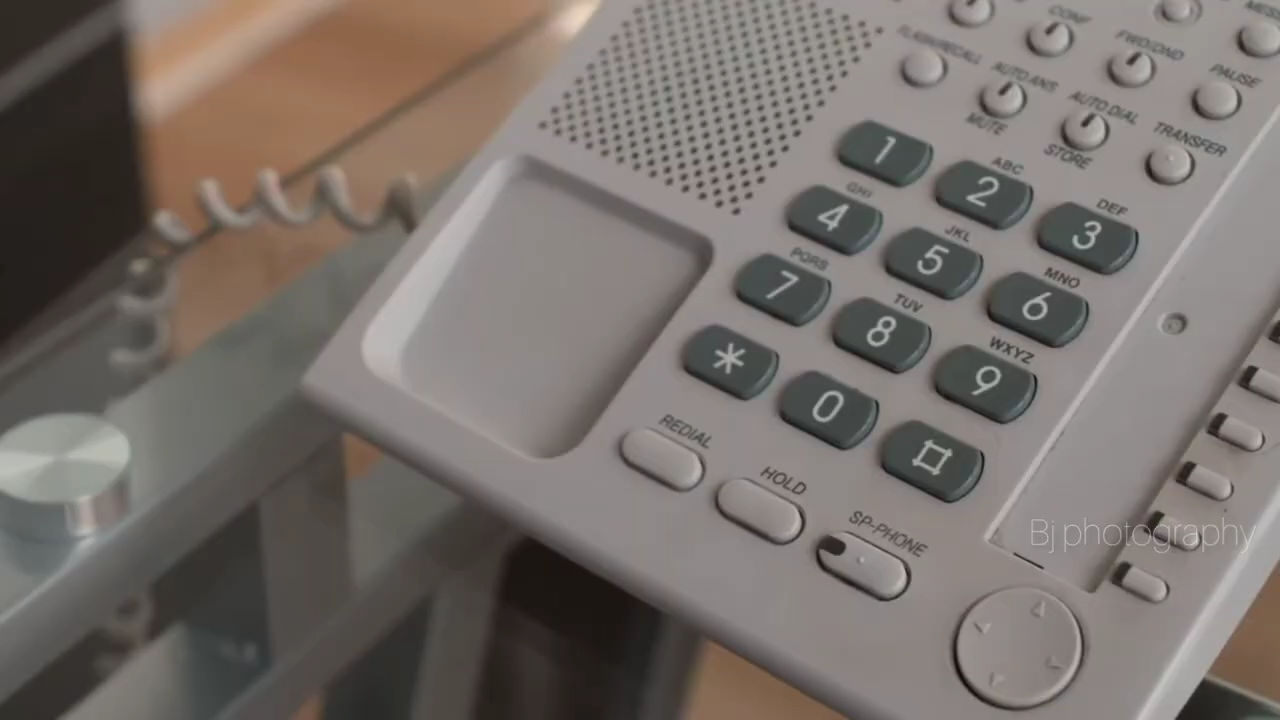 CONF
FWD/DND
FLASH/RECALL
AUTO ANS
PAUSE
MUTE
AUTO DIAL
TRANSFER
STORE
1
ABC
2
DEF
3
GHI
4
JKL
5
MNO
6
PQRS
7
TUV
8
WXYZ
9
*
0
REDIAL
HOLD
SP-PHONE
Bj photography